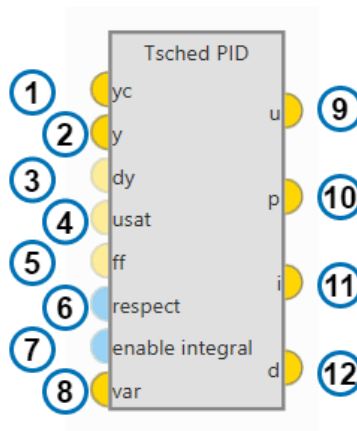 Tsched PID
1 yc
2 y
3 dy
4 usat
5 ff
6 respect
7 enable integral
8 var
u 9
p 10
i 11
d 12